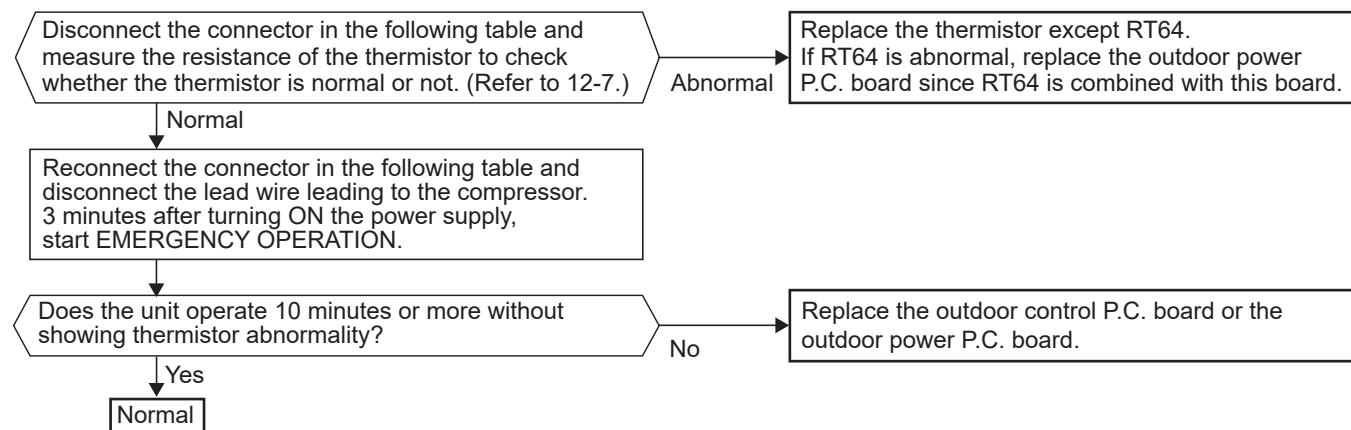 Disconnect the connector in the following table and
measure the resistance of the thermistor to check
whether the thermistor is normal or not. (Refer to 12-7.)
Abnormal
Replace the thermistor except RT64.
If RT64 is abnormal, replace the outdoor power
P.C. board since RT64 is combined with this board.
Normal
Reconnect the connector in the following table and
disconnect the lead wire leading to the compressor.
3 minutes after turning ON the power supply,
start EMERGENCY OPERATION.
Does the unit operate 10 minutes or more without
showing thermistor abnormality?
No
Replace the outdoor control P.C. board or the
outdoor power P.C. board.
Yes
Normal